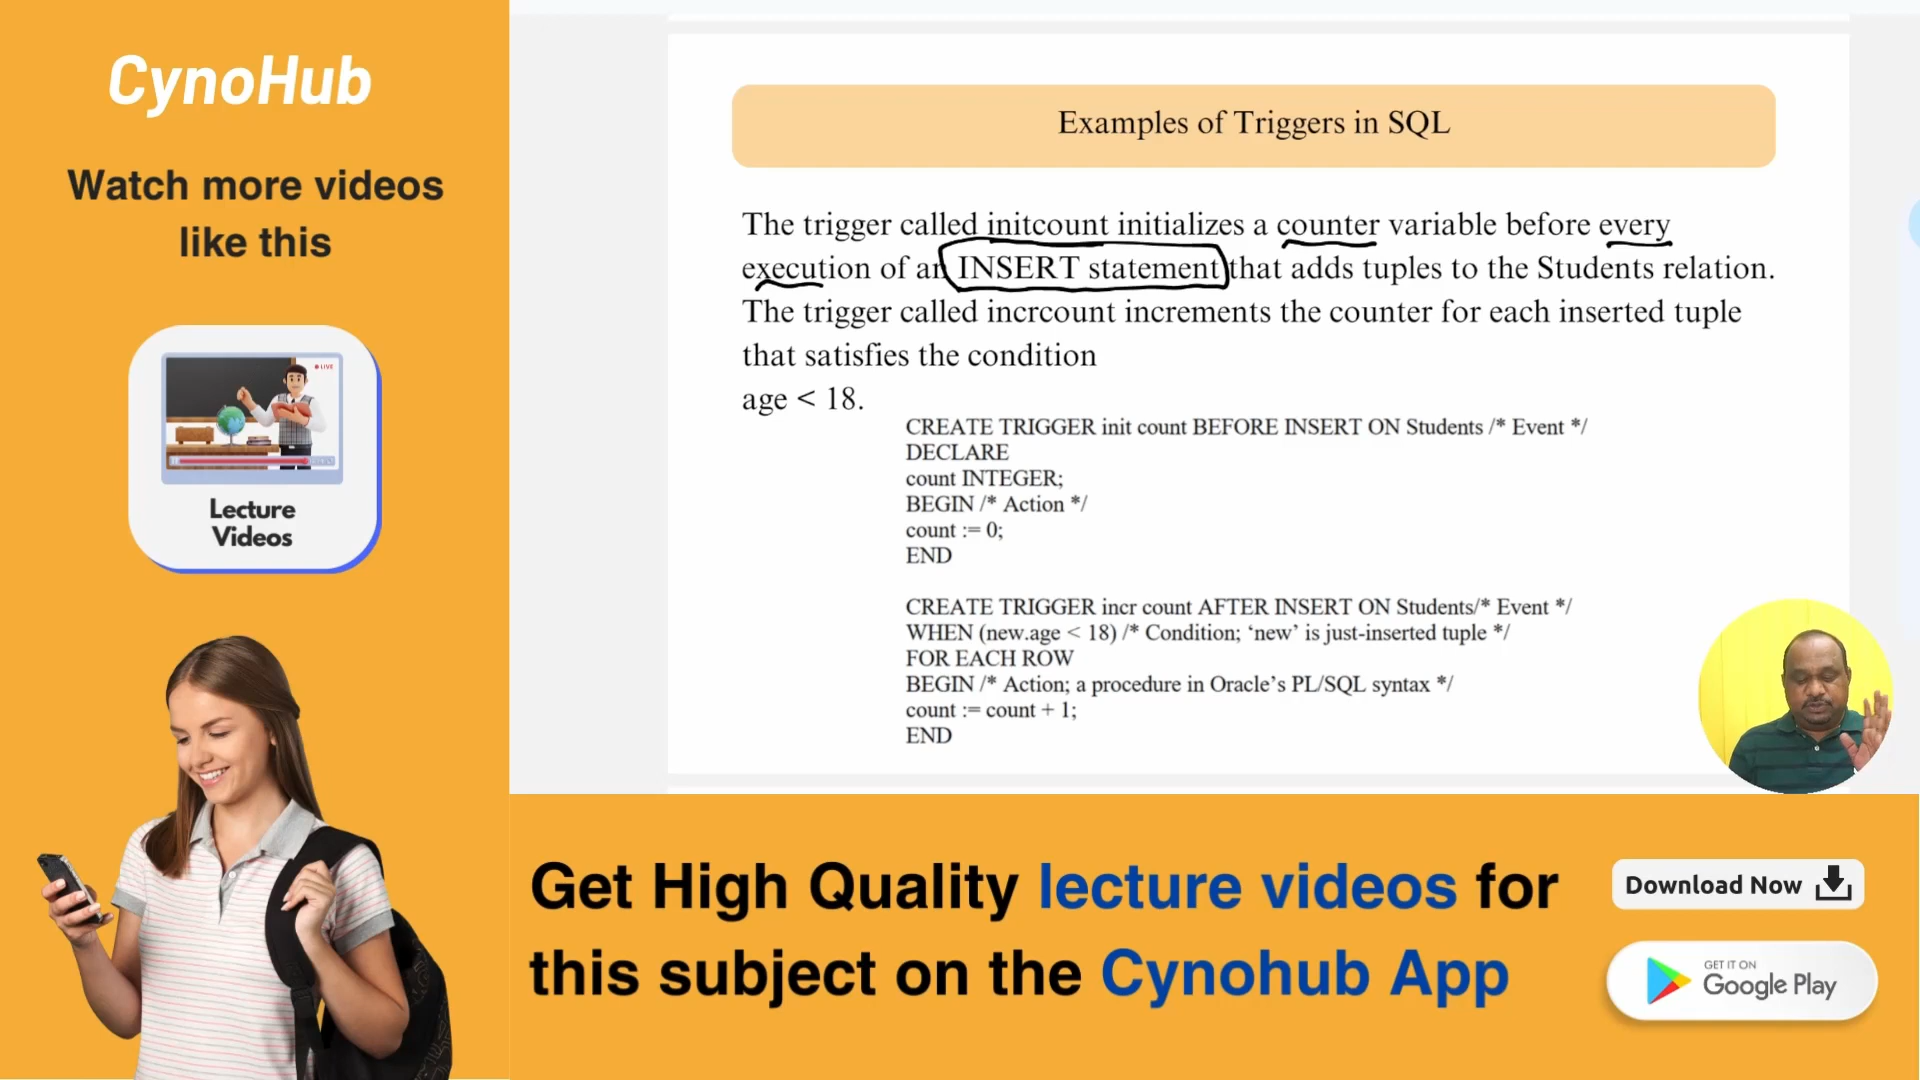 CynoHub
Watch more videos
like this
LIVE
Lecture
Videos
Examples of Triggers in SQL
The trigger called initcount initializes a counter variable before every
execution of an INSERT statement that adds tuples to the Students relation.
The trigger called incrcount increments the counter for each inserted tuple
that satisfies the condition
age < 18.
CREATE TRIGGER init count BEFORE INSERT ON Students /* Event */
DECLARE
count INTEGER;
BEGIN /* Action */
count := 0;
END
CREATE TRIGGER incr count AFTER INSERT ON Students/* Event */
WHEN (new.age < 18) /* Condition; ‘new’ is just-inserted tuple */
FOR EACH ROW
BEGIN /* Action; a procedure in Oracle’s PL/SQL syntax */
count := count + 1;
END
Get High Quality lecture videos for
this subject on the Cynohub App
Download Now
GET IT ON
Google Play